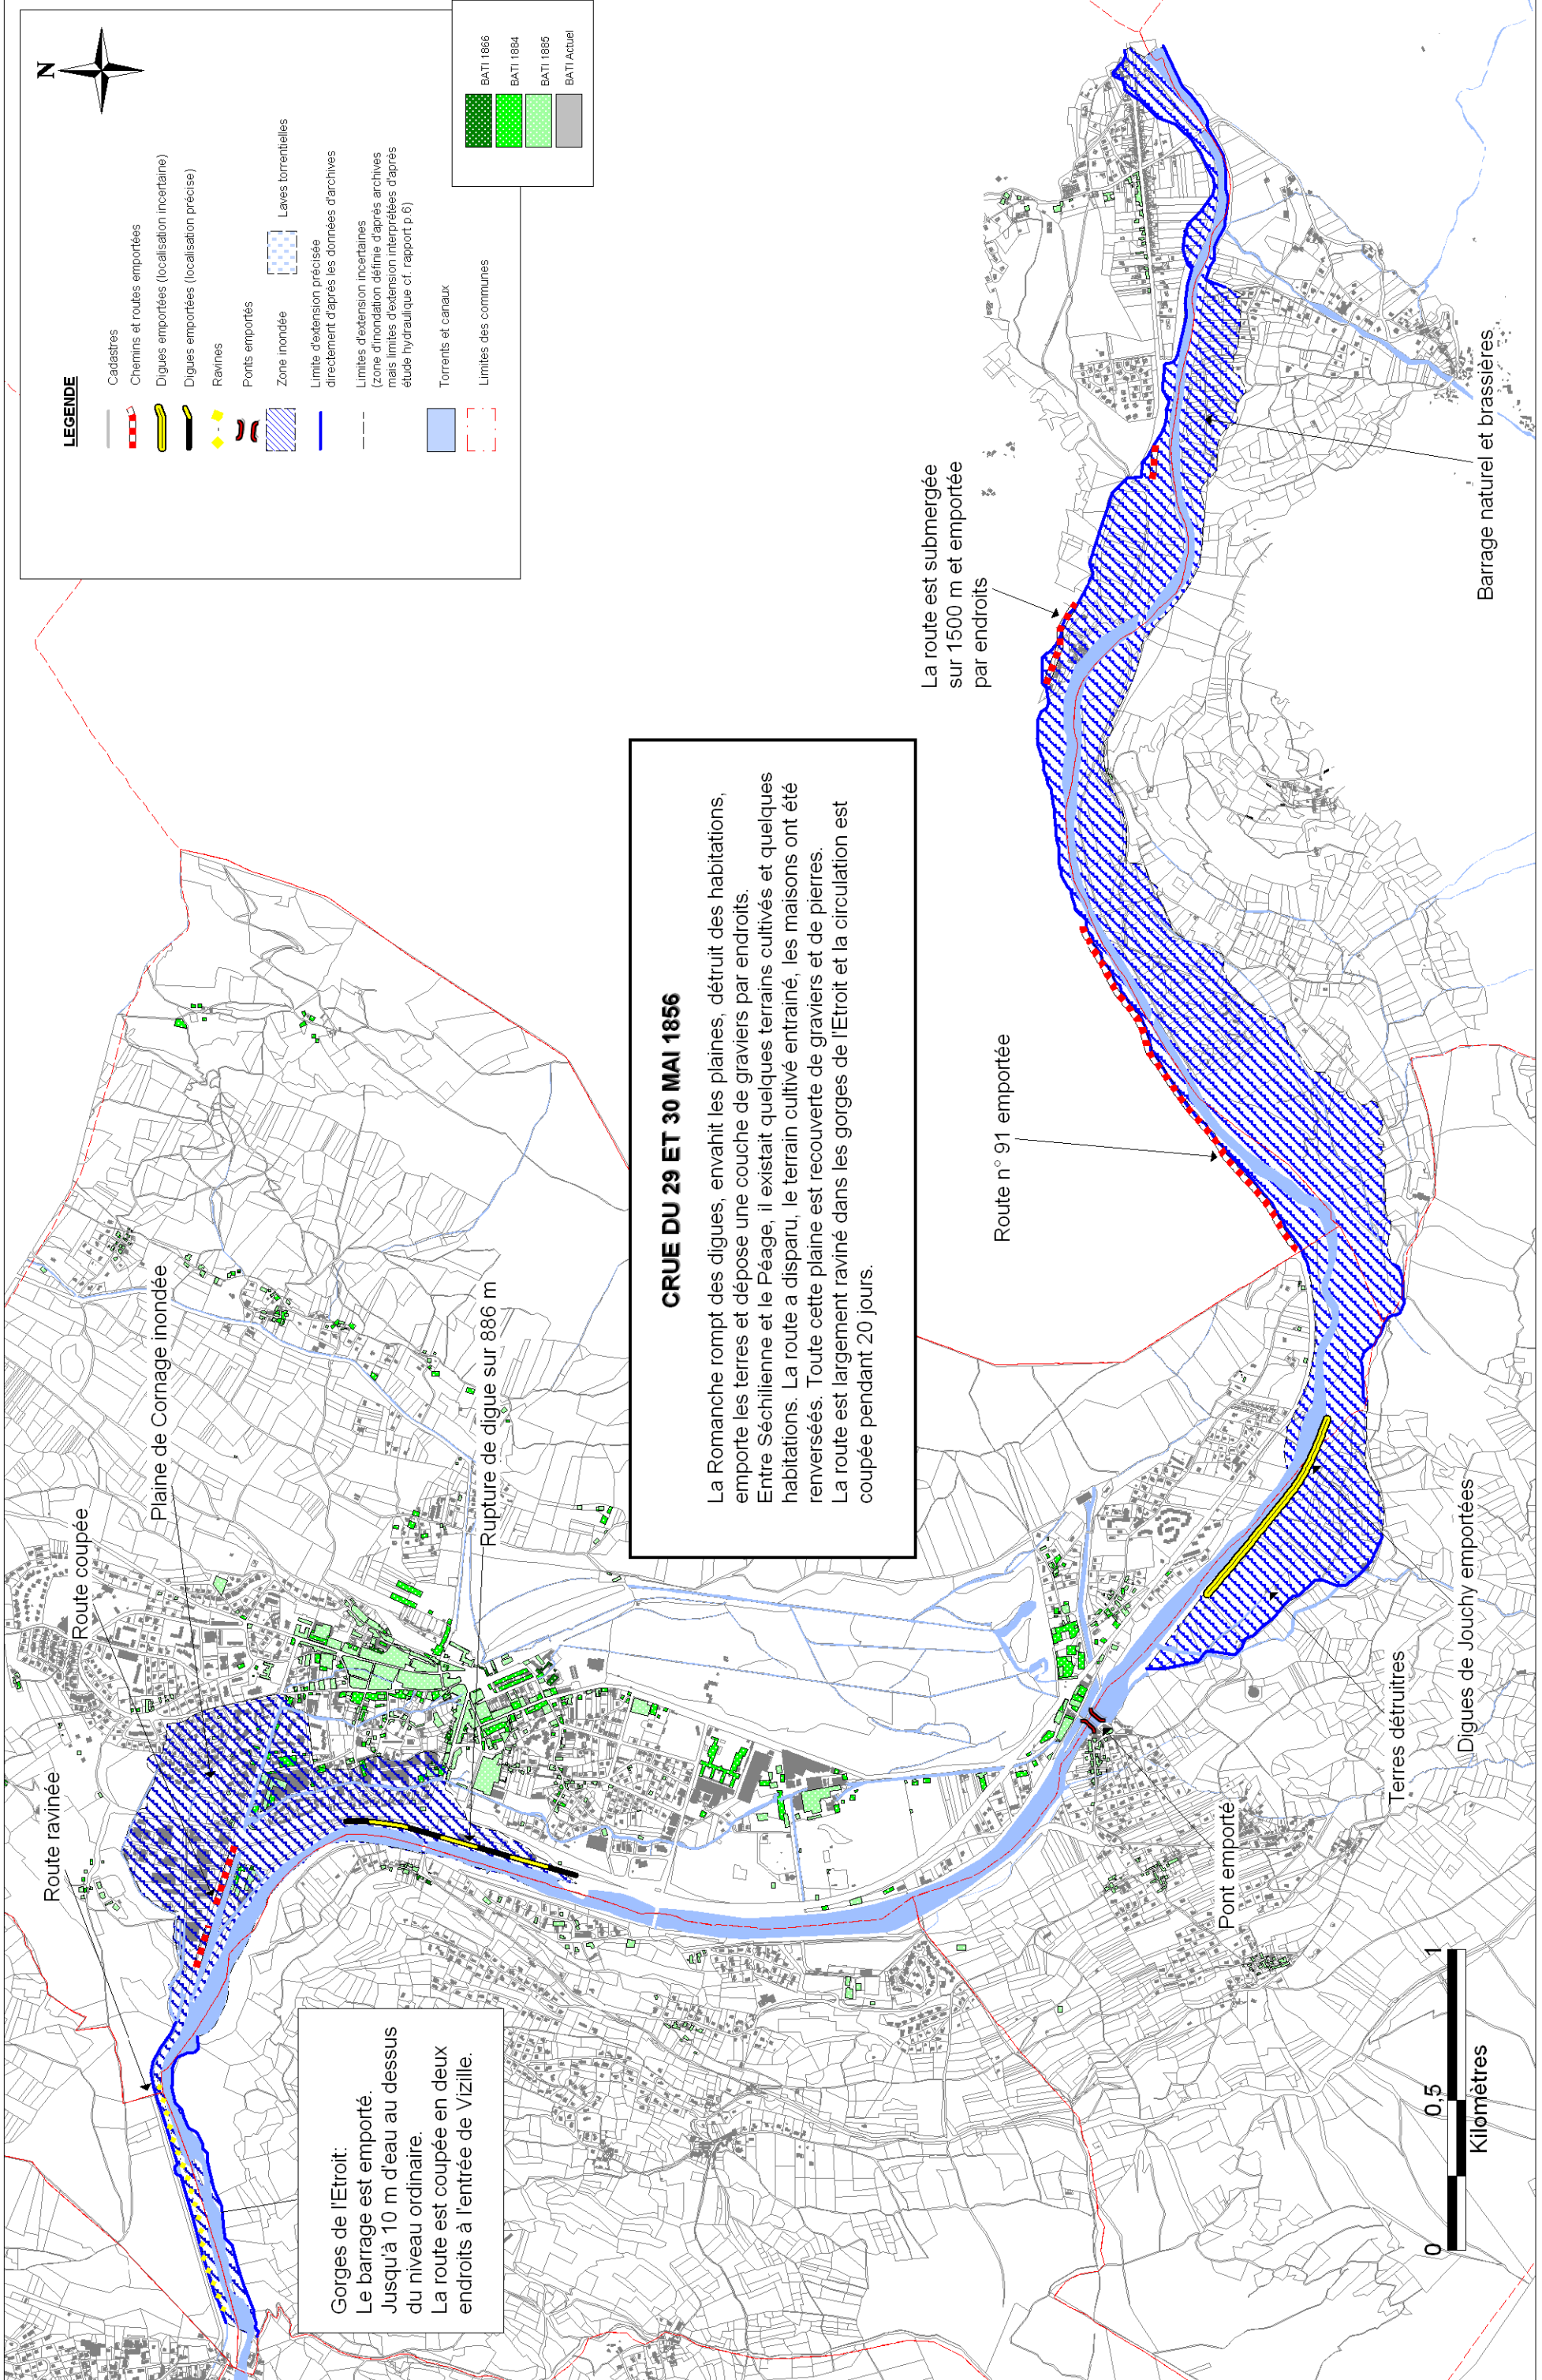 LEGENDE
Cadastres
Chemins et routes emportées
Digues emportées (localisation incertaine)
Digues emportées (localisation précise)
Ravines
Ponts emportés
Zone inondée
Laves torrentielles
Limite d'extension précisée
directement d'après les données d'archives
Limites d'extension incertaines
(zone d'inondation définie d'après archives
mais limites d'extension interprétées d'après
étude hydraulique cf. rapport p.6)
Torrents et canaux
Limites des communes
N
BATI 1866
BATI 1884
BATI 1885
BATI Actuel
Route ravinée
Route coupée
Plaine de Cornage inondée
Rupture de digue sur 886 m
Gorges de l'Etroit:
Le barrage est emporté.
Jusqu'à 10 m d'eau au dessus
du niveau ordinaire.
La route est coupée en deux
endroits à l'entrée de Vizille.
CRUE DU 29 ET 30 MAI 1856
La Romanche rompt des digues, envahit les plaines, détruit des habitations,
emporte les terres et dépose une couche de graviers par endroits.
Entre Séchilienne et le Péage, il existait quelques terrains cultivés et quelques
habitations. La route a disparu, le terrain cultivé entrainé, les maisons ont été
renversées. Toute cette plaine est recouverte de graviers et de pierres.
La route est largement raviné dans les gorges de l'Etroit et la circulation est
coupée pendant 20 jours.
La route est submergée
sur 1500 m et emportée
par endroits
Route n° 91 emportée
Pont emporté
Terres détruitres
Digues de Jouchy emportées
Barrage naturel et brassières
0
0,5
1
Kilomètres